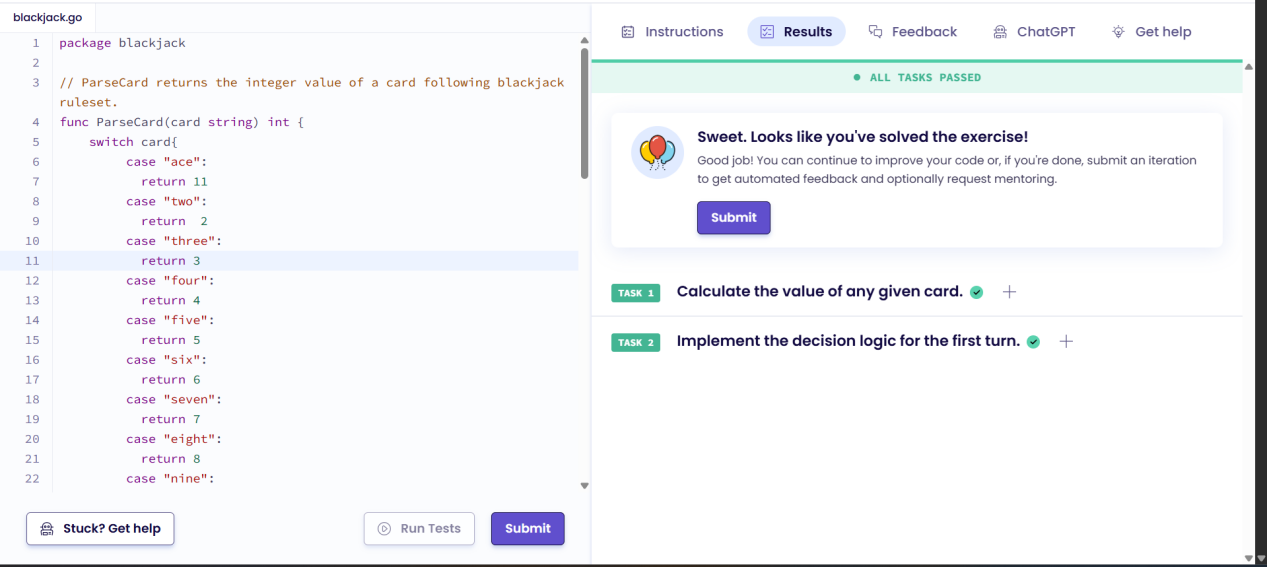 blackjack.go
1 package blackjack
2
3 // ParseCard returns the integer value of a card following blackjack
ruleset.
4 func ParseCard(card string) int {
5 switch card{
6 case "ace":
7 return 11
8 case "two":
9 return  2
10 case "three":
11 return 3
12 case "four":
13 return 4
14 case "five":
15 return 5
16 case "six":
17 return 6
18 case "seven":
19 return 7
20 case "eight":
21 return 8
22 case "nine":
Stuck? Get help
Run Tests
Submit
Instructions
Results
Feedback
ChatGPT
Get help
ALL TASKS PASSED
Sweet. Looks like you've solved the exercise!
Good job! You can continue to improve your code or, if you're done, submit an iteration
to get automated feedback and optionally request mentoring.
Submit
TASK 1 Calculate the value of any given card.
TASK 2 Implement the decision logic for the first turn.